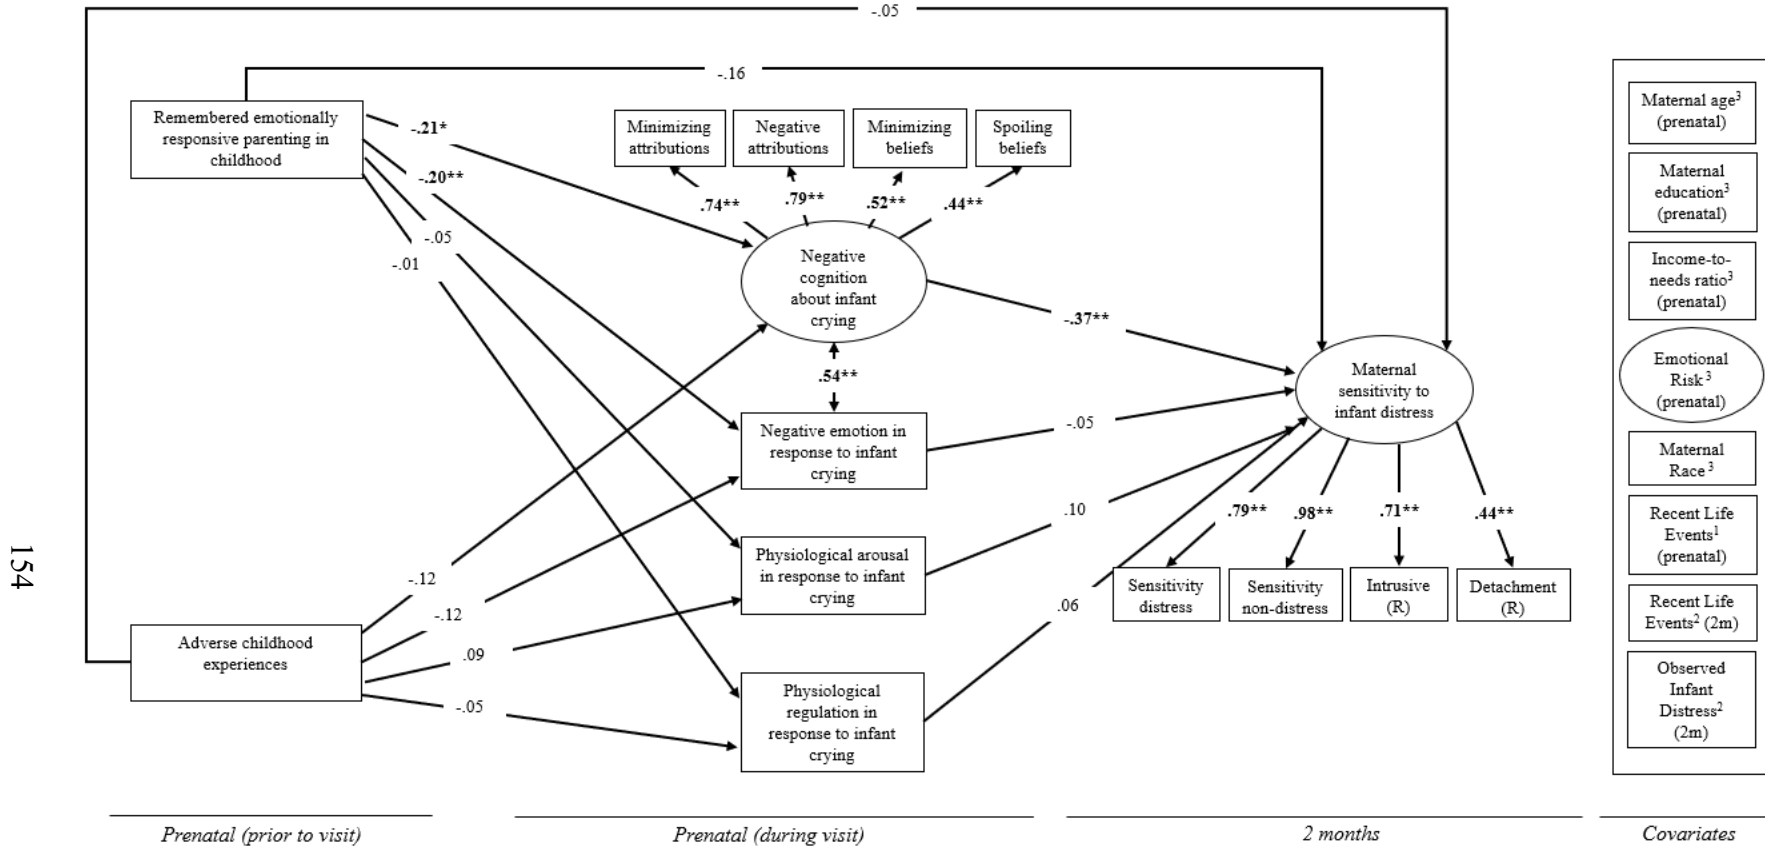 -.05
-.16
Remembered emotionally
responsive parenting in
childhood
-.21*
-.20**
-.05
-.01
Minimizing
attributions
Negative
attributions
Minimizing
beliefs
Spoiling
beliefs
.74**
.79**
.52**
.44**
Negative
cognition
about infant
crying
-.37**
.54**
Negative emotion in
response to infant
crying
-.05
Physiological arousal
in response to infant
crying
.10
Physiological
regulation in
response to infant
crying
.06
Adverse childhood
experiences
-.12
-.12
.09
-.05
Maternal
sensitivity to
infant distress
.79**
.98**
.71**
.44**
Sensitivity
distress
Sensitivity
non-distress
Intrusive
(R)
Detachment
(R)
Maternal age³
(prenatal)
Maternal
education³
(prenatal)
Income-to-
needs ratio³
(prenatal)
Emotional
Risk ³
(prenatal)
Maternal
Race ³
Recent Life
Events¹
(prenatal)
Recent Life
Events² (2m)
Observed
Infant
Distress²
(2m)
Prenatal (prior to visit)
Prenatal (during visit)
2 months
Covariates
154